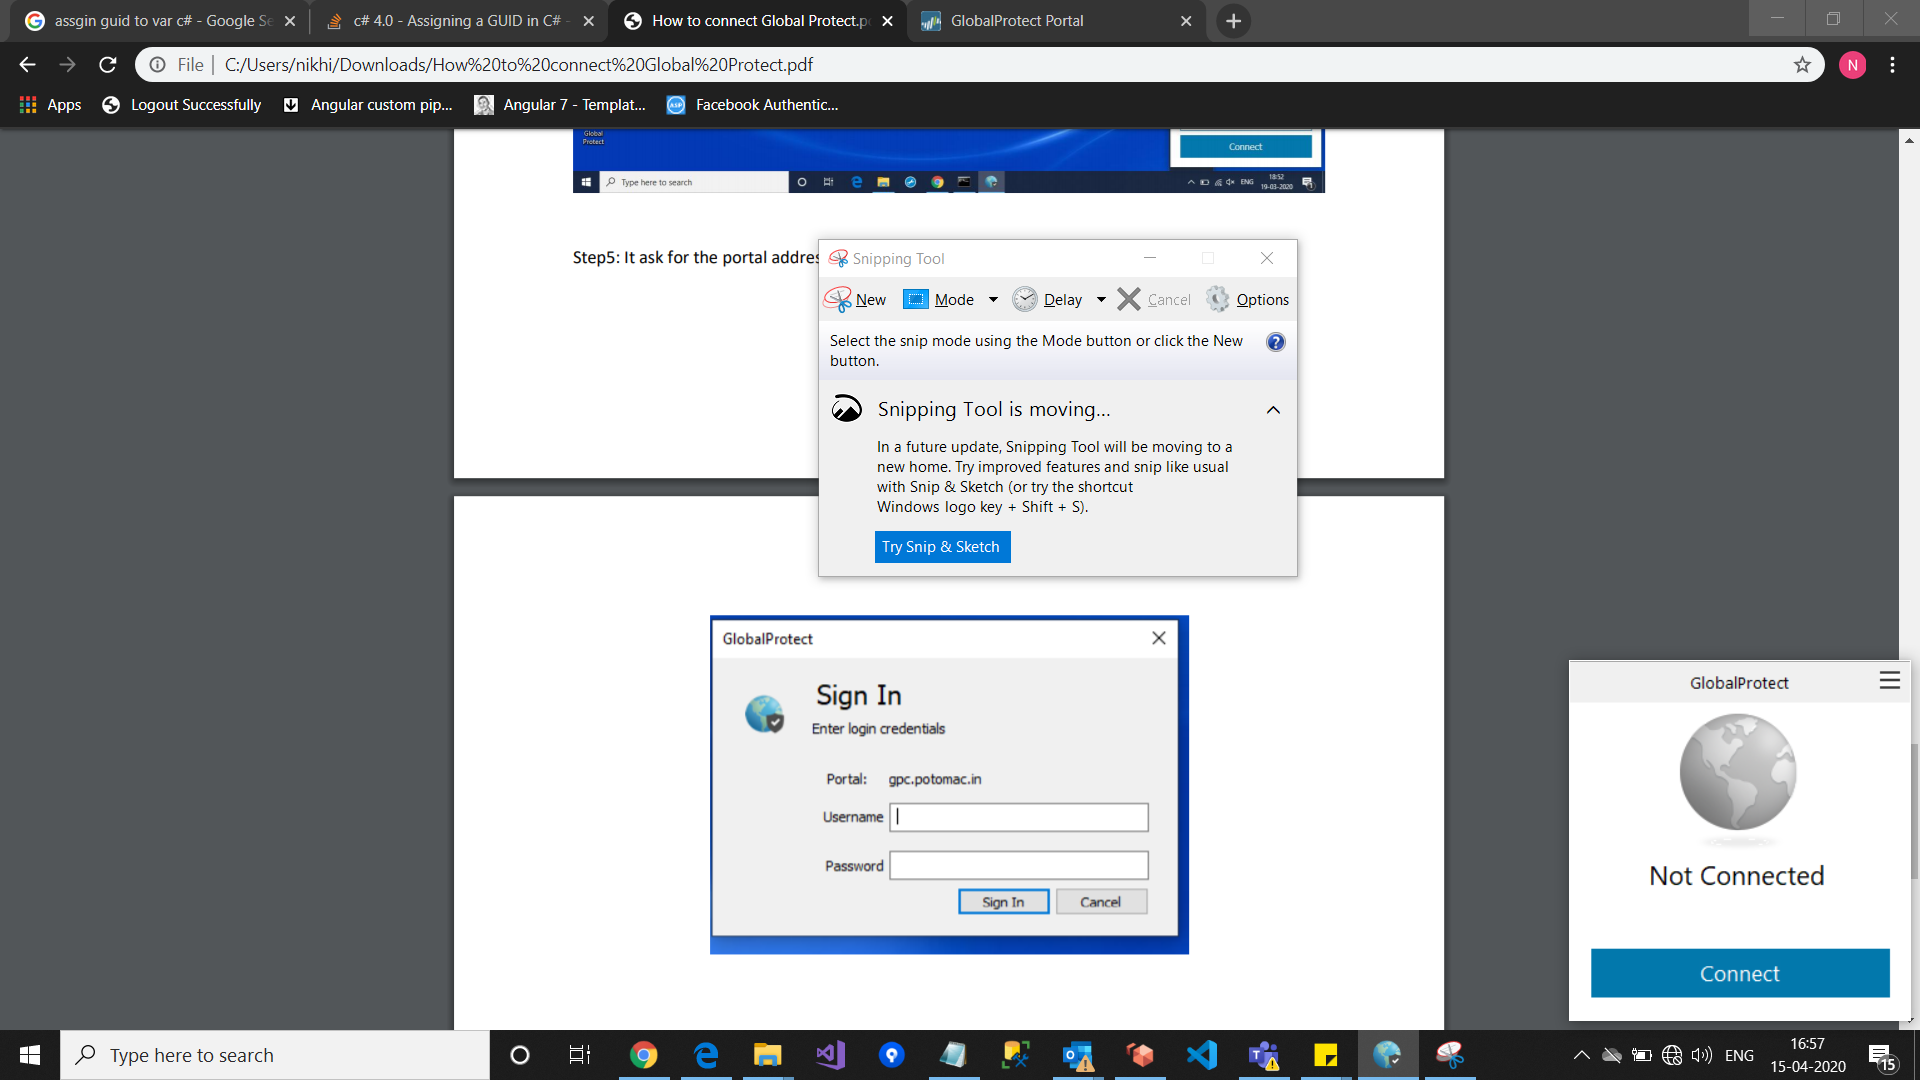 assgin guid to var c# - Google Se
c# 4.0 - Assigning a GUID in C# -
How to connect Global Protect.p
GlobalProtect Portal
File
C:/Users/nikhi/Downloads/How%20to%20connect%20Global%20Protect.pdf
N
Apps
Logout Successfully
Angular custom pip...
Angular 7 - Templat...
Facebook Authentic...
Global
Protect
Connect
Type here to search
ENG
18:52
19-03-2020
Step5: It ask for the portal addres
Snipping Tool
New
Mode
Delay
Cancel
Options
Select the snip mode using the Mode button or click the New
button.
Snipping Tool is moving...
In a future update, Snipping Tool will be moving to a
new home. Try improved features and snip like usual
with Snip & Sketch (or try the shortcut
Windows logo key + Shift + S).
Try Snip & Sketch
GlobalProtect
Sign In
Enter login credentials
Portal: gpc.potomac.in
Username
Password
Sign In
Cancel
GlobalProtect
Not Connected
Connect
Type here to search
ENG
16:57
15-04-2020
15